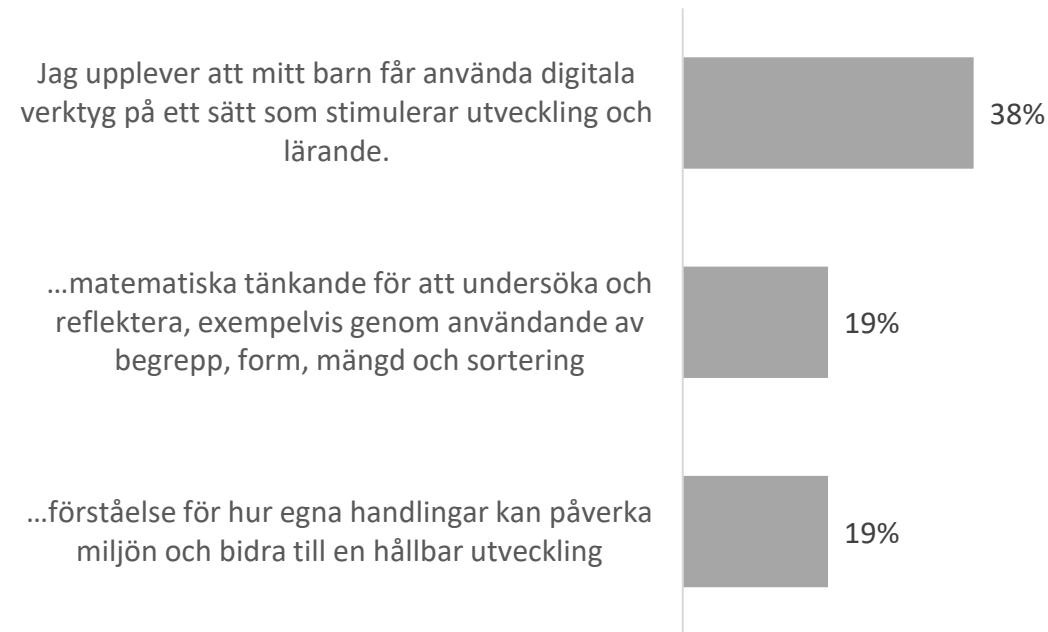 Jag upplever att mitt barn får använda digitala
verktyg på ett sätt som stimulerar utveckling och
lärande.
38%
…matematiska tänkande för att undersöka och
reflektera, exempelvis genom användande av
begrepp, form, mängd och sortering
19%
…förståelse för hur egna handlingar kan påverka
miljön och bidra till en hållbar utveckling
19%